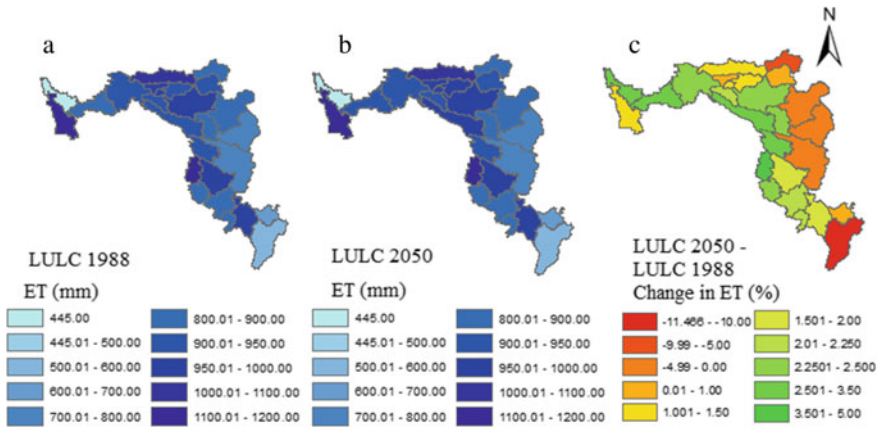 a
b
c
N
LULC 1988
ET (mm)
445.00
445.01 - 500.00
500.01 - 600.00
600.01 - 700.00
700.01 - 800.00
800.01 - 900.00
900.01 - 950.00
950.01 - 1000.00
1000.01 - 1100.00
1100.01 - 1200.00
LULC 2050
ET (mm)
445.00
445.01 - 500.00
500.01 - 600.00
600.01 - 700.00
700.01 - 800.00
800.01 - 900.00
900.01 - 950.00
950.01 - 1000.00
1000.01 - 1100.00
1100.01 - 1200.00
LULC 2050 -
LULC 1988
Change in ET (%)
-11.466 - -10.00
-9.99 - -5.00
-4.99 - 0.00
0.01 - 1.00
1.001 - 1.50
1.501 - 2.00
2.01 - 2.250
2.2501 - 2.500
2.501 - 3.50
3.501 - 5.00